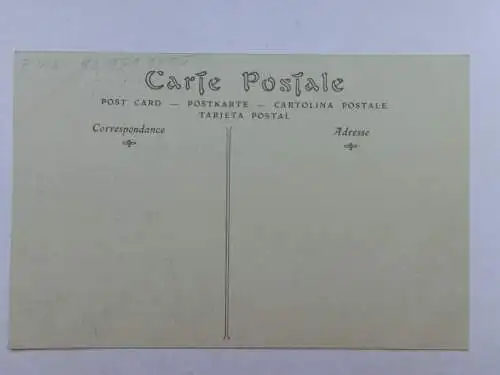 Carte Postale
POST CARD — POSTKARTE — CARTOLINA POSTALE
TARJETA POSTAL
Correspondance
Adresse